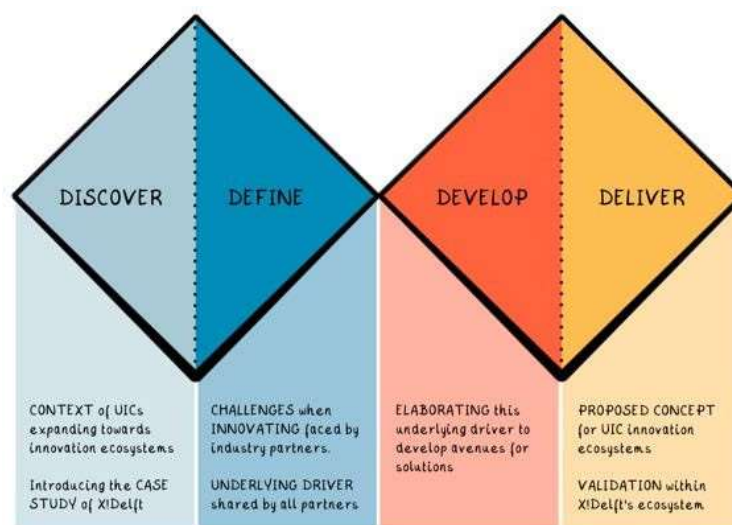 DISCOVER
DEFINE
DEVELOP
DELIVER
CONTEXT of UICs
expanding towards
innovation ecosystems
Introducing the CASE
STUDY of X!Delft
CHALLENGES when
INNOVATING faced by
industry partners.
UNDERLYING DRIVER
shared by all partners
ELABORATING this
underlying driver to
develop avenues for
solutions
PROPOSED CONCEPT
for UIC innovation
ecosystems
VALIDATION within
X!Delft's ecosystem